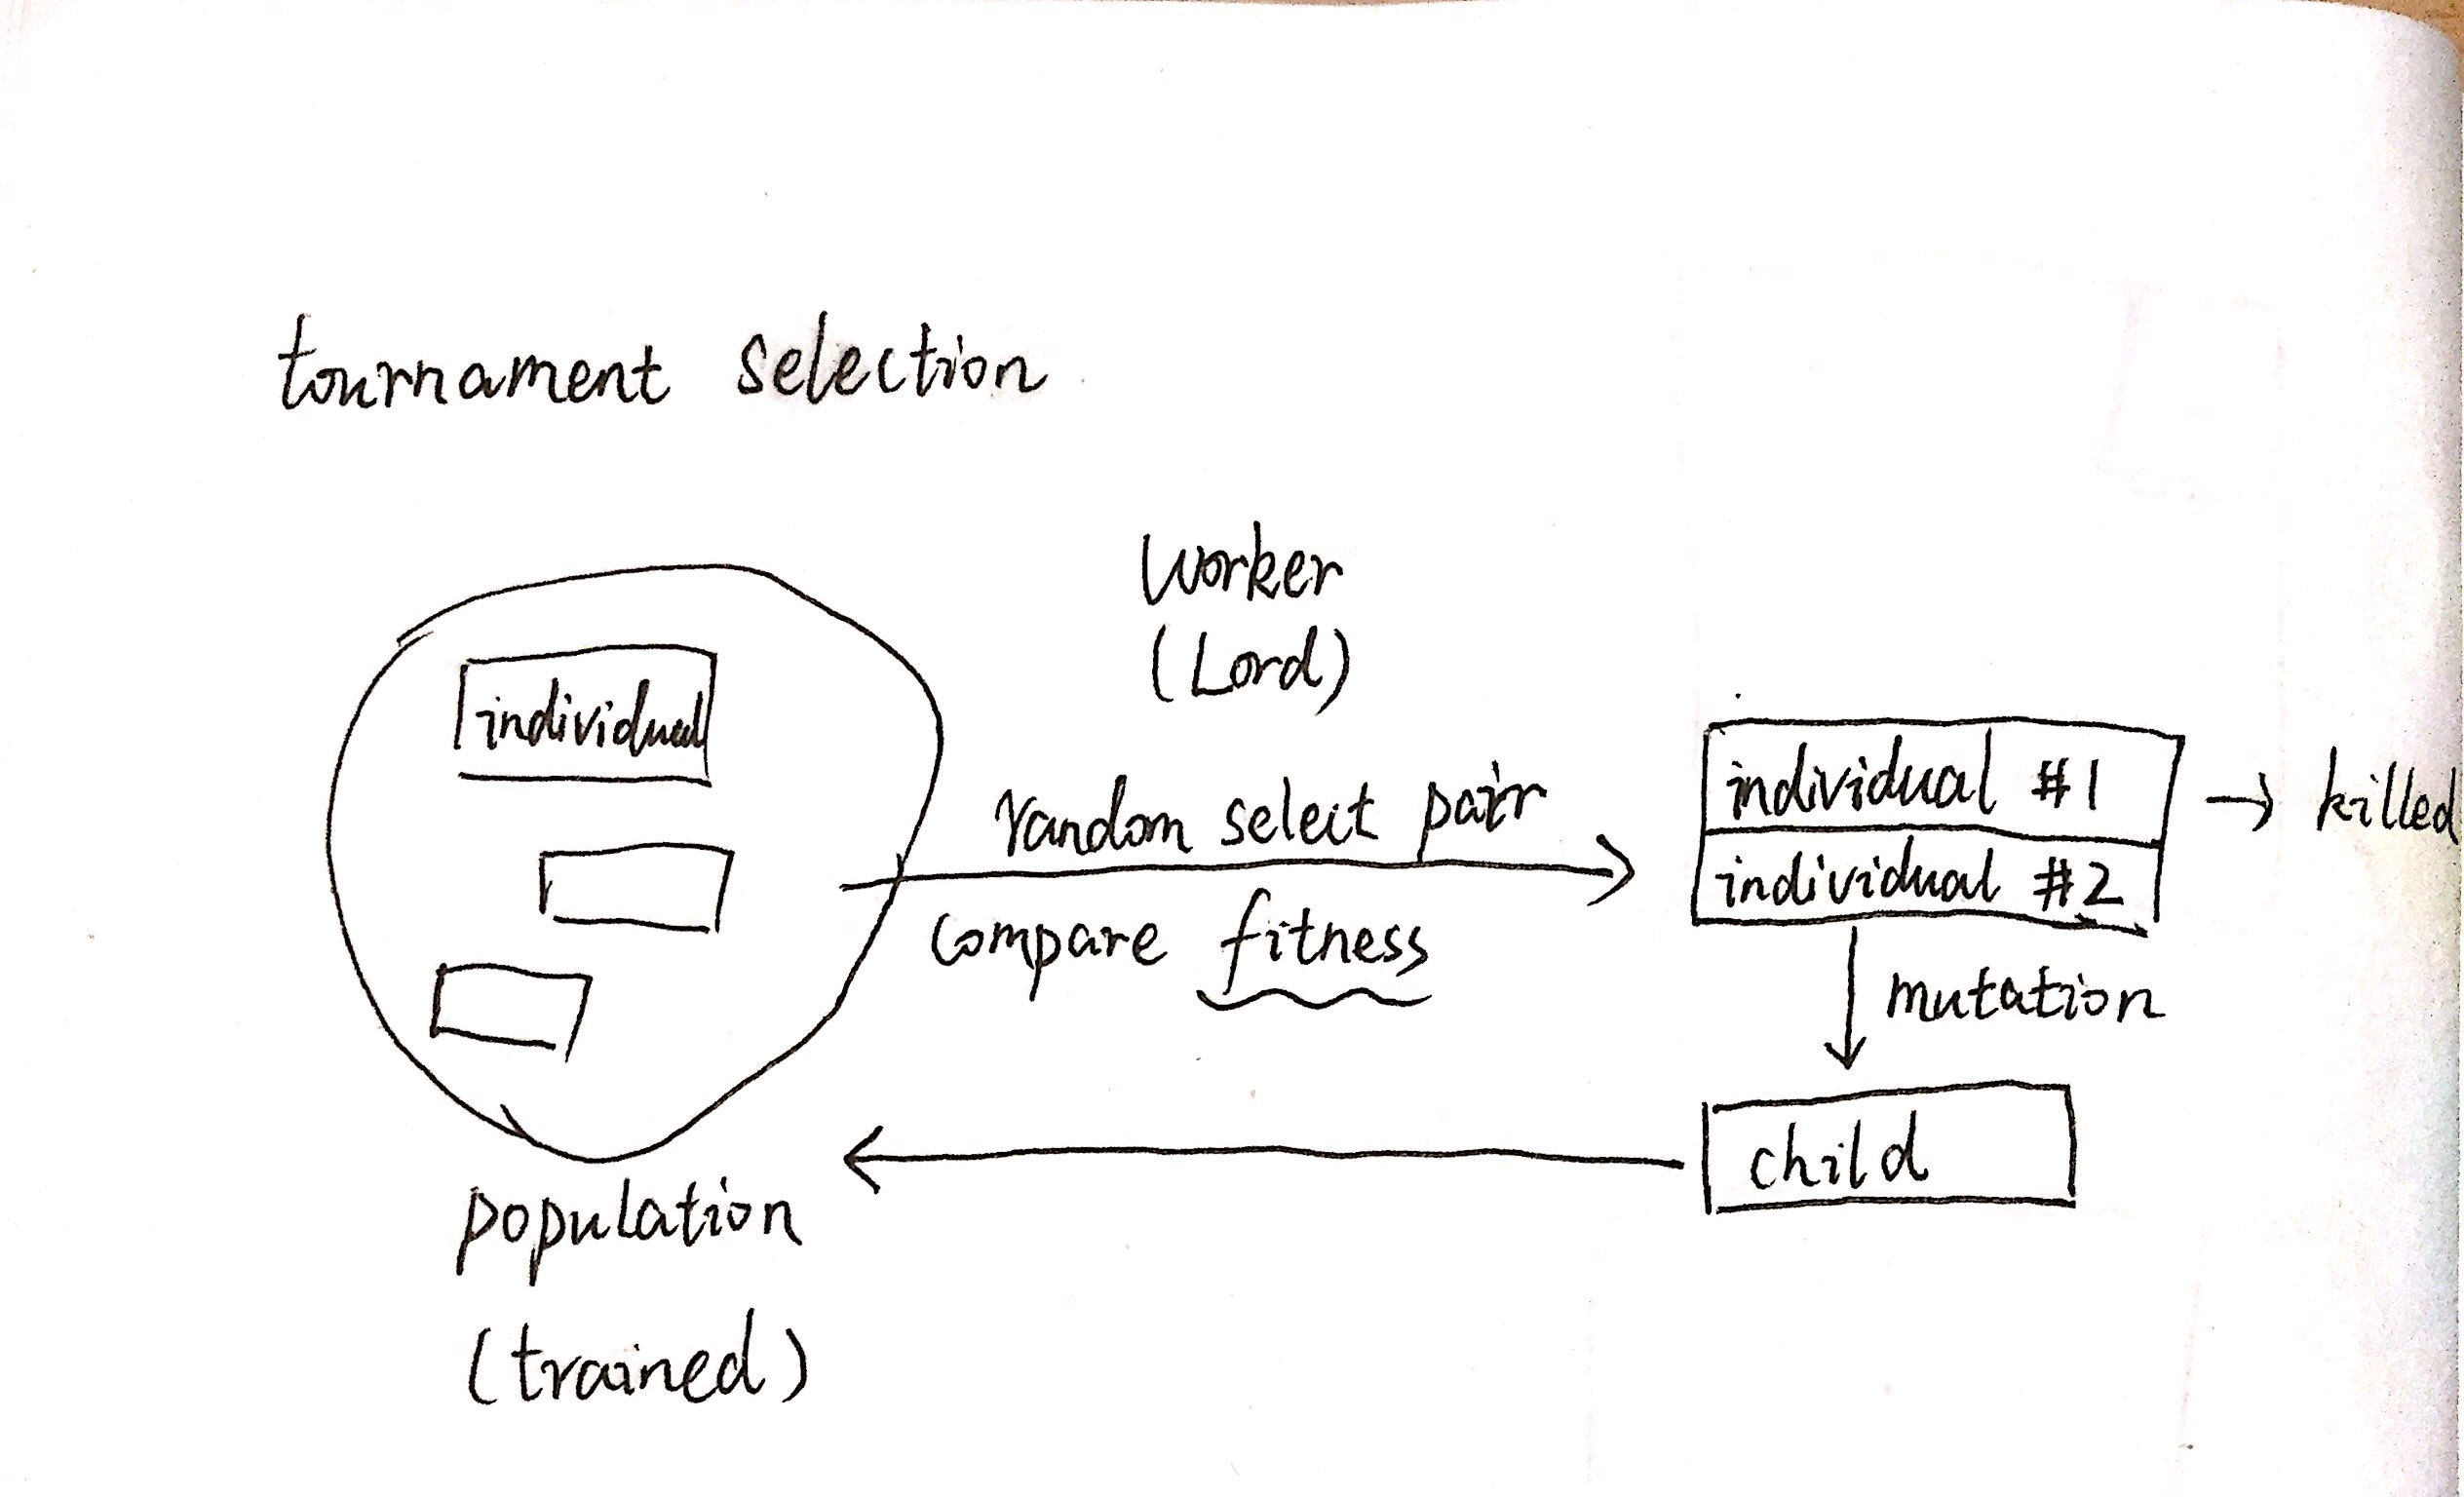 tournament selection
worker
(Lord)
individual
random select pair
compare fitness
individual #1
individual #2
→ killed
mutation
child
population
(trained)